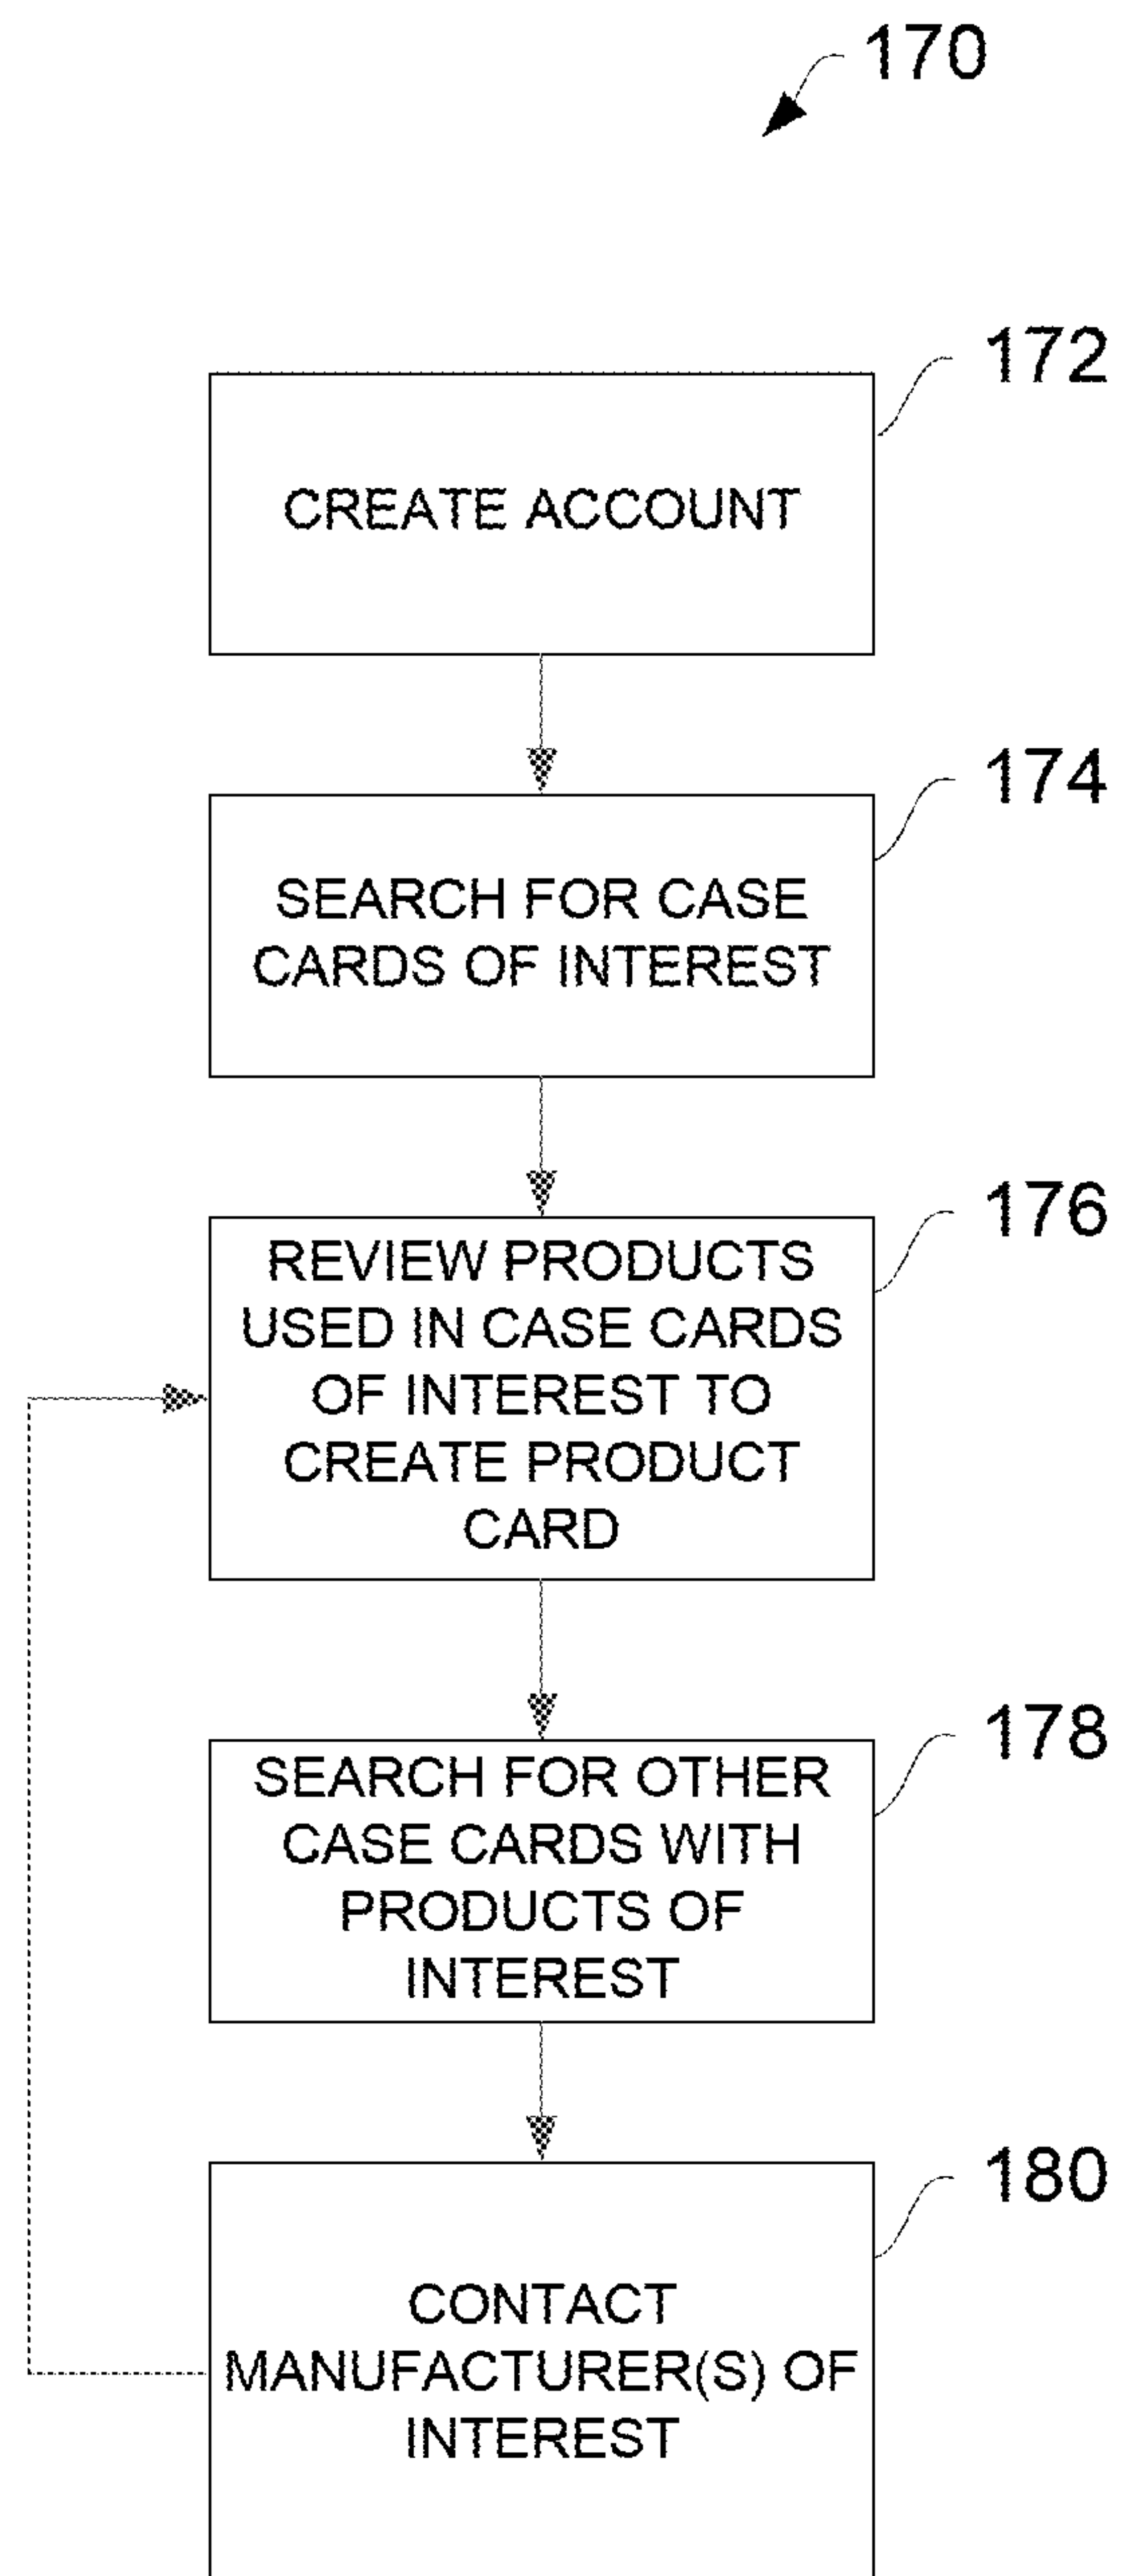 170
172
CREATE ACCOUNT
174
SEARCH FOR CASE
CARDS OF INTEREST
176
REVIEW PRODUCTS
USED IN CASE CARDS
OF INTEREST TO
CREATE PRODUCT
CARD
178
SEARCH FOR OTHER
CASE CARDS WITH
PRODUCTS OF
INTEREST
180
CONTACT
MANUFACTURER(S) OF
INTEREST